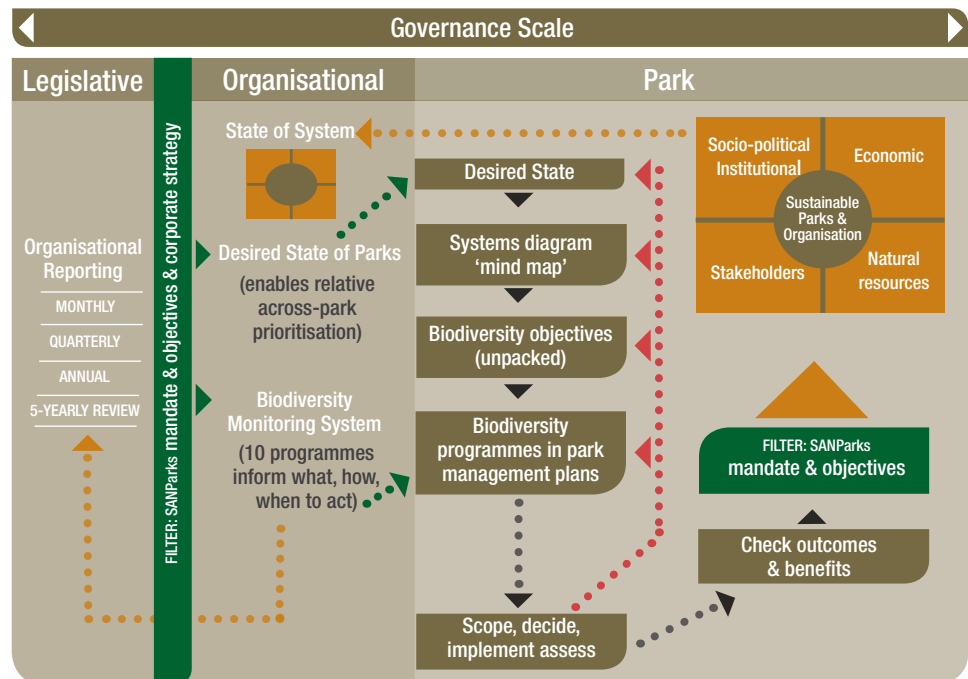 Governance Scale
Legislative
Organisational
Park
Organisational
Reporting
MONTHLY
QUARTERLY
ANNUAL
5-YEARLY REVIEW
FILTER: SANParks mandate & objectives & corporate strategy
State of System
Desired State of Parks
(enables relative
across-park
prioritisation)
Biodiversity
Monitoring System
(10 programmes
inform what, how,
when to act)
Desired State
Systems diagram
‘mind map’
Biodiversity objectives
(unpacked)
Biodiversity
programmes in park
management plans
Scope, decide,
implement assess
Socio-political
Institutional
Economic
Sustainable
Parks &
Organisation
Stakeholders
Natural
resources
FILTER: SANParks
mandate & objectives
Check outcomes
& benefits